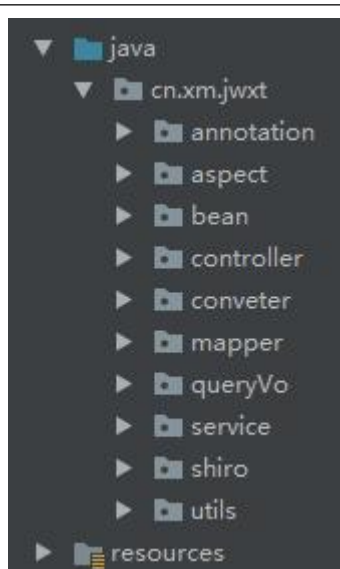 java
cn.xm.jwxt
annotation
aspect
bean
controller
conveter
mapper
queryVo
service
shiro
utils
resources